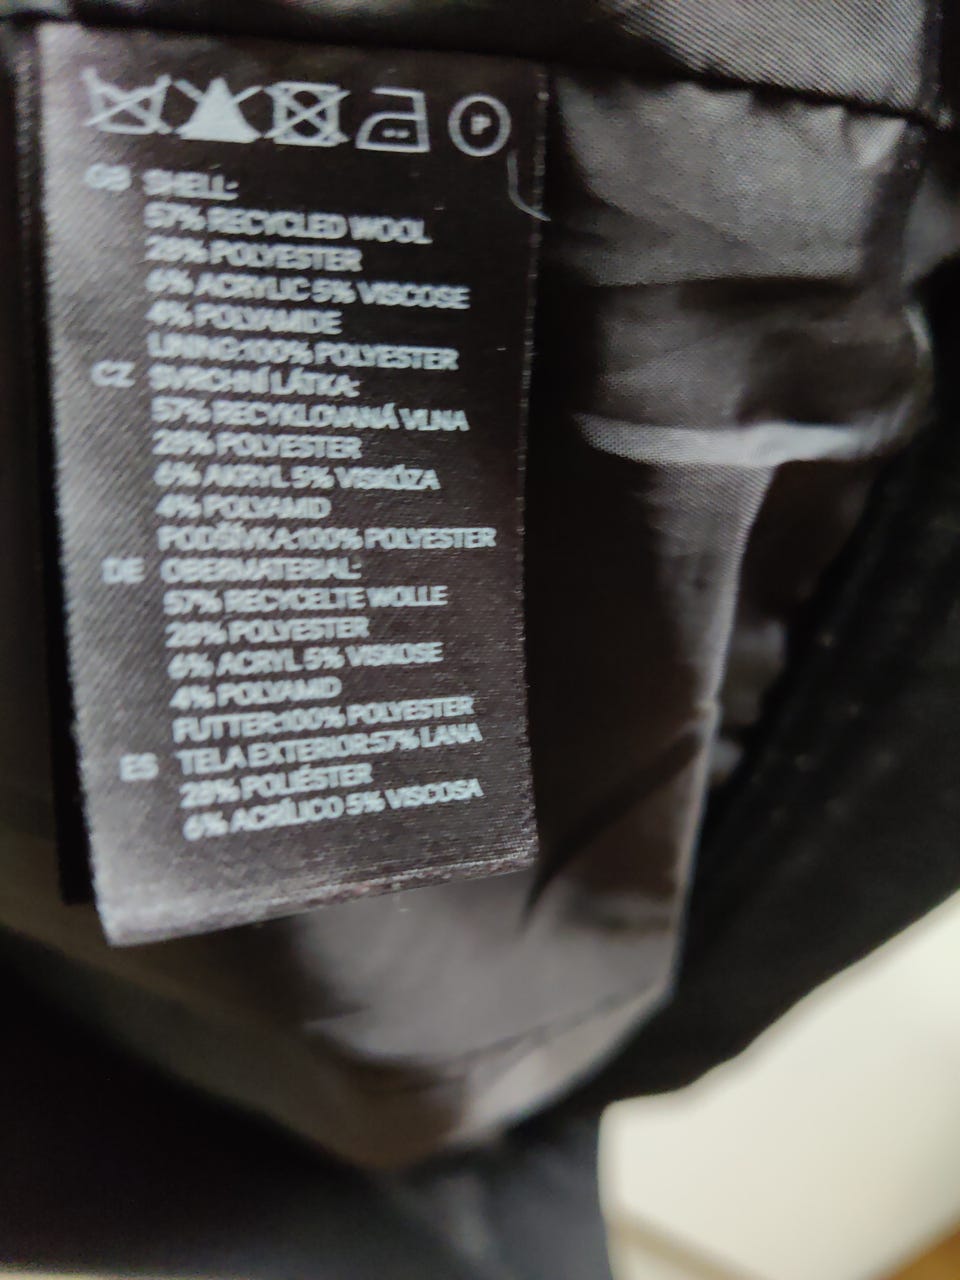 P
GB SHELL:
57% RECYCLED WOOL
28% POLYESTER
6% ACRYLIC 5% VISCOSE
4% POLYAMIDE
LINING:100% POLYESTER
CZ SVRCHNÍ LÁTKA:
57% RECYKLOVANÁ VLNA
28% POLYESTER
6% AKRYL 5% VISKÓZA
4% POLYAMID
PODŠÍVKA:100% POLYESTER
DE OBERMATERIAL:
57% RECYCELTE WOLLE
28% POLYESTER
6% ACRYL 5% VISKOSE
4% POLYAMID
FUTTER:100% POLYESTER
ES TELA EXTERIOR:57% LANA
28% POLIÉSTER
6% ACRÍLICO 5% VISCOSA